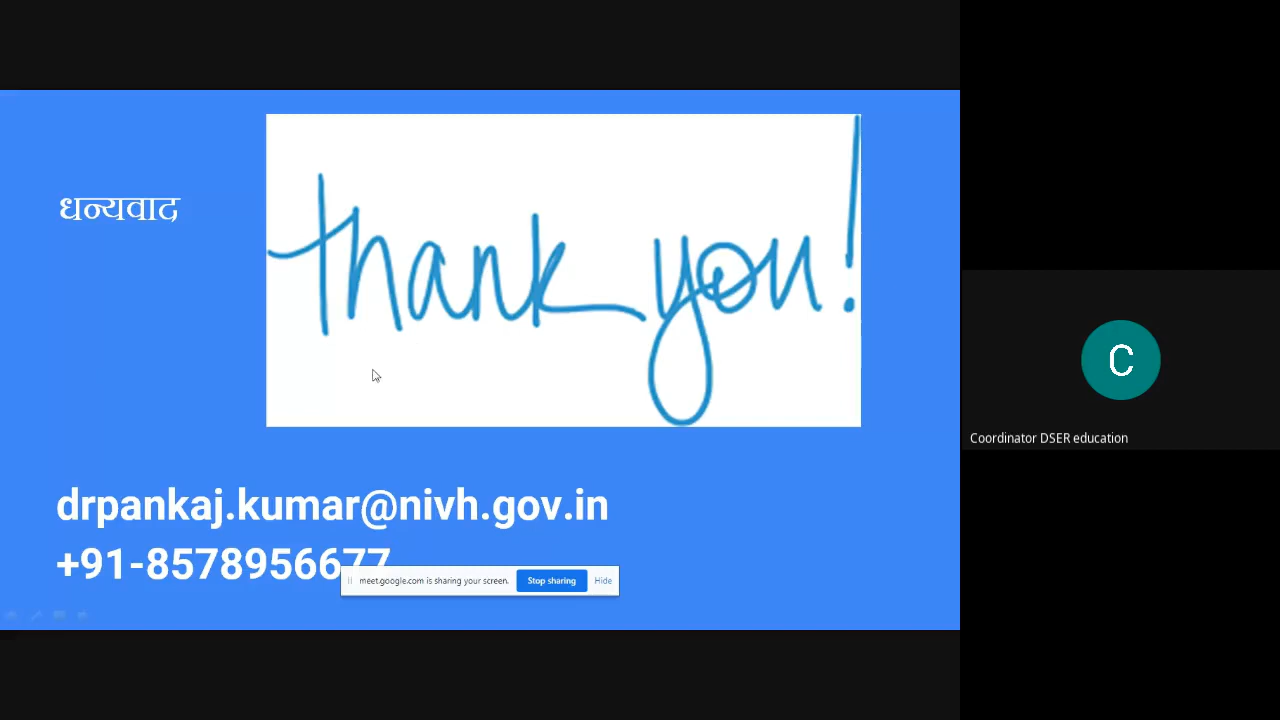 धन्यवाद
thank you!
drpankaj.kumar@nivh.gov.in
+91-8578956677
meet.google.com is sharing your screen.
Stop sharing
Hide
C
Coordinator DSER education